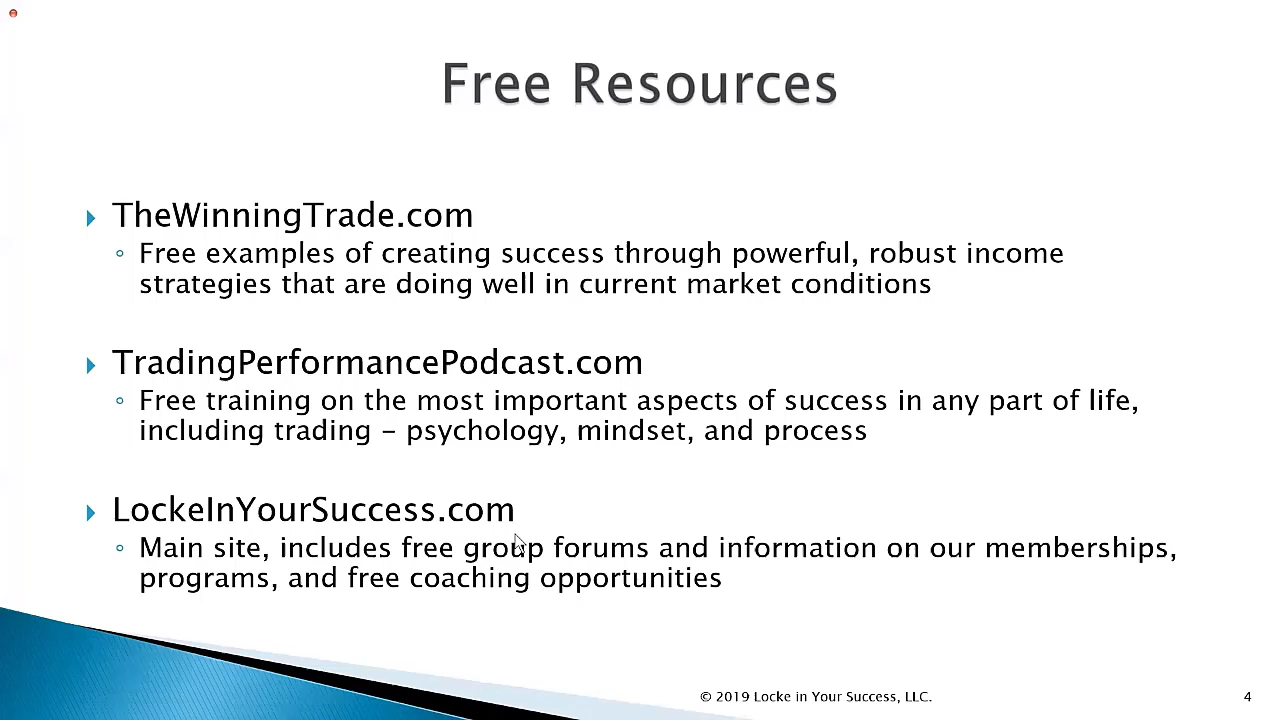 Free Resources
TheWinningTrade.com
Free examples of creating success through powerful, robust income
strategies that are doing well in current market conditions
TradingPerformancePodcast.com
Free training on the most important aspects of success in any part of life,
including trading – psychology, mindset, and process
LockeInYourSuccess.com
Main site, includes free group forums and information on our memberships,
programs, and free coaching opportunities
© 2019 Locke in Your Success, LLC.
4